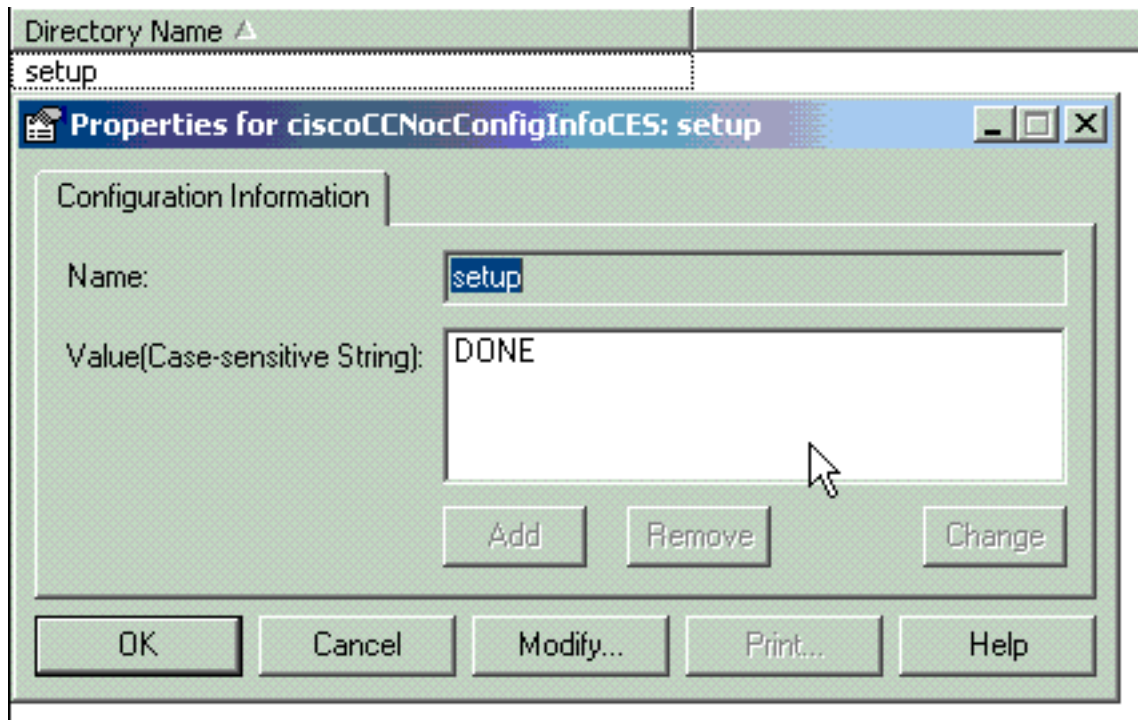 Directory Name
setup
Properties for ciscoCCNocConfigInfoCES: setup
Configuration Information
Name:
setup
Value(Case-sensitive String):
DONE
Add Remove Change
OK Cancel Modify... Print... Help